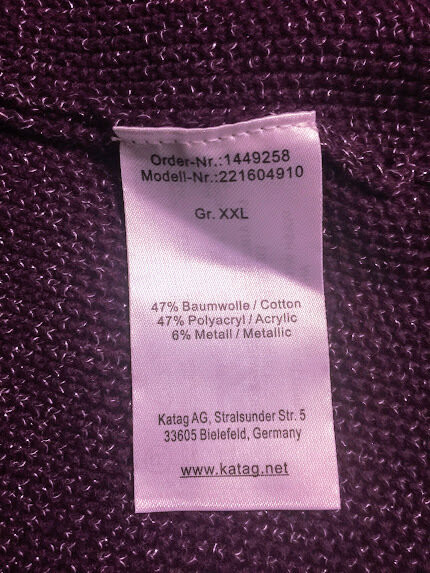 Order-Nr.:1449258
Modell-Nr.:221604910
Gr. XXL
47% Baumwolle / Cotton
47% Polyacryl / Acrylic
6% Metall / Metallic
Katag AG, Stralsunder Str. 5
33605 Bielefeld, Germany
www.katag.net